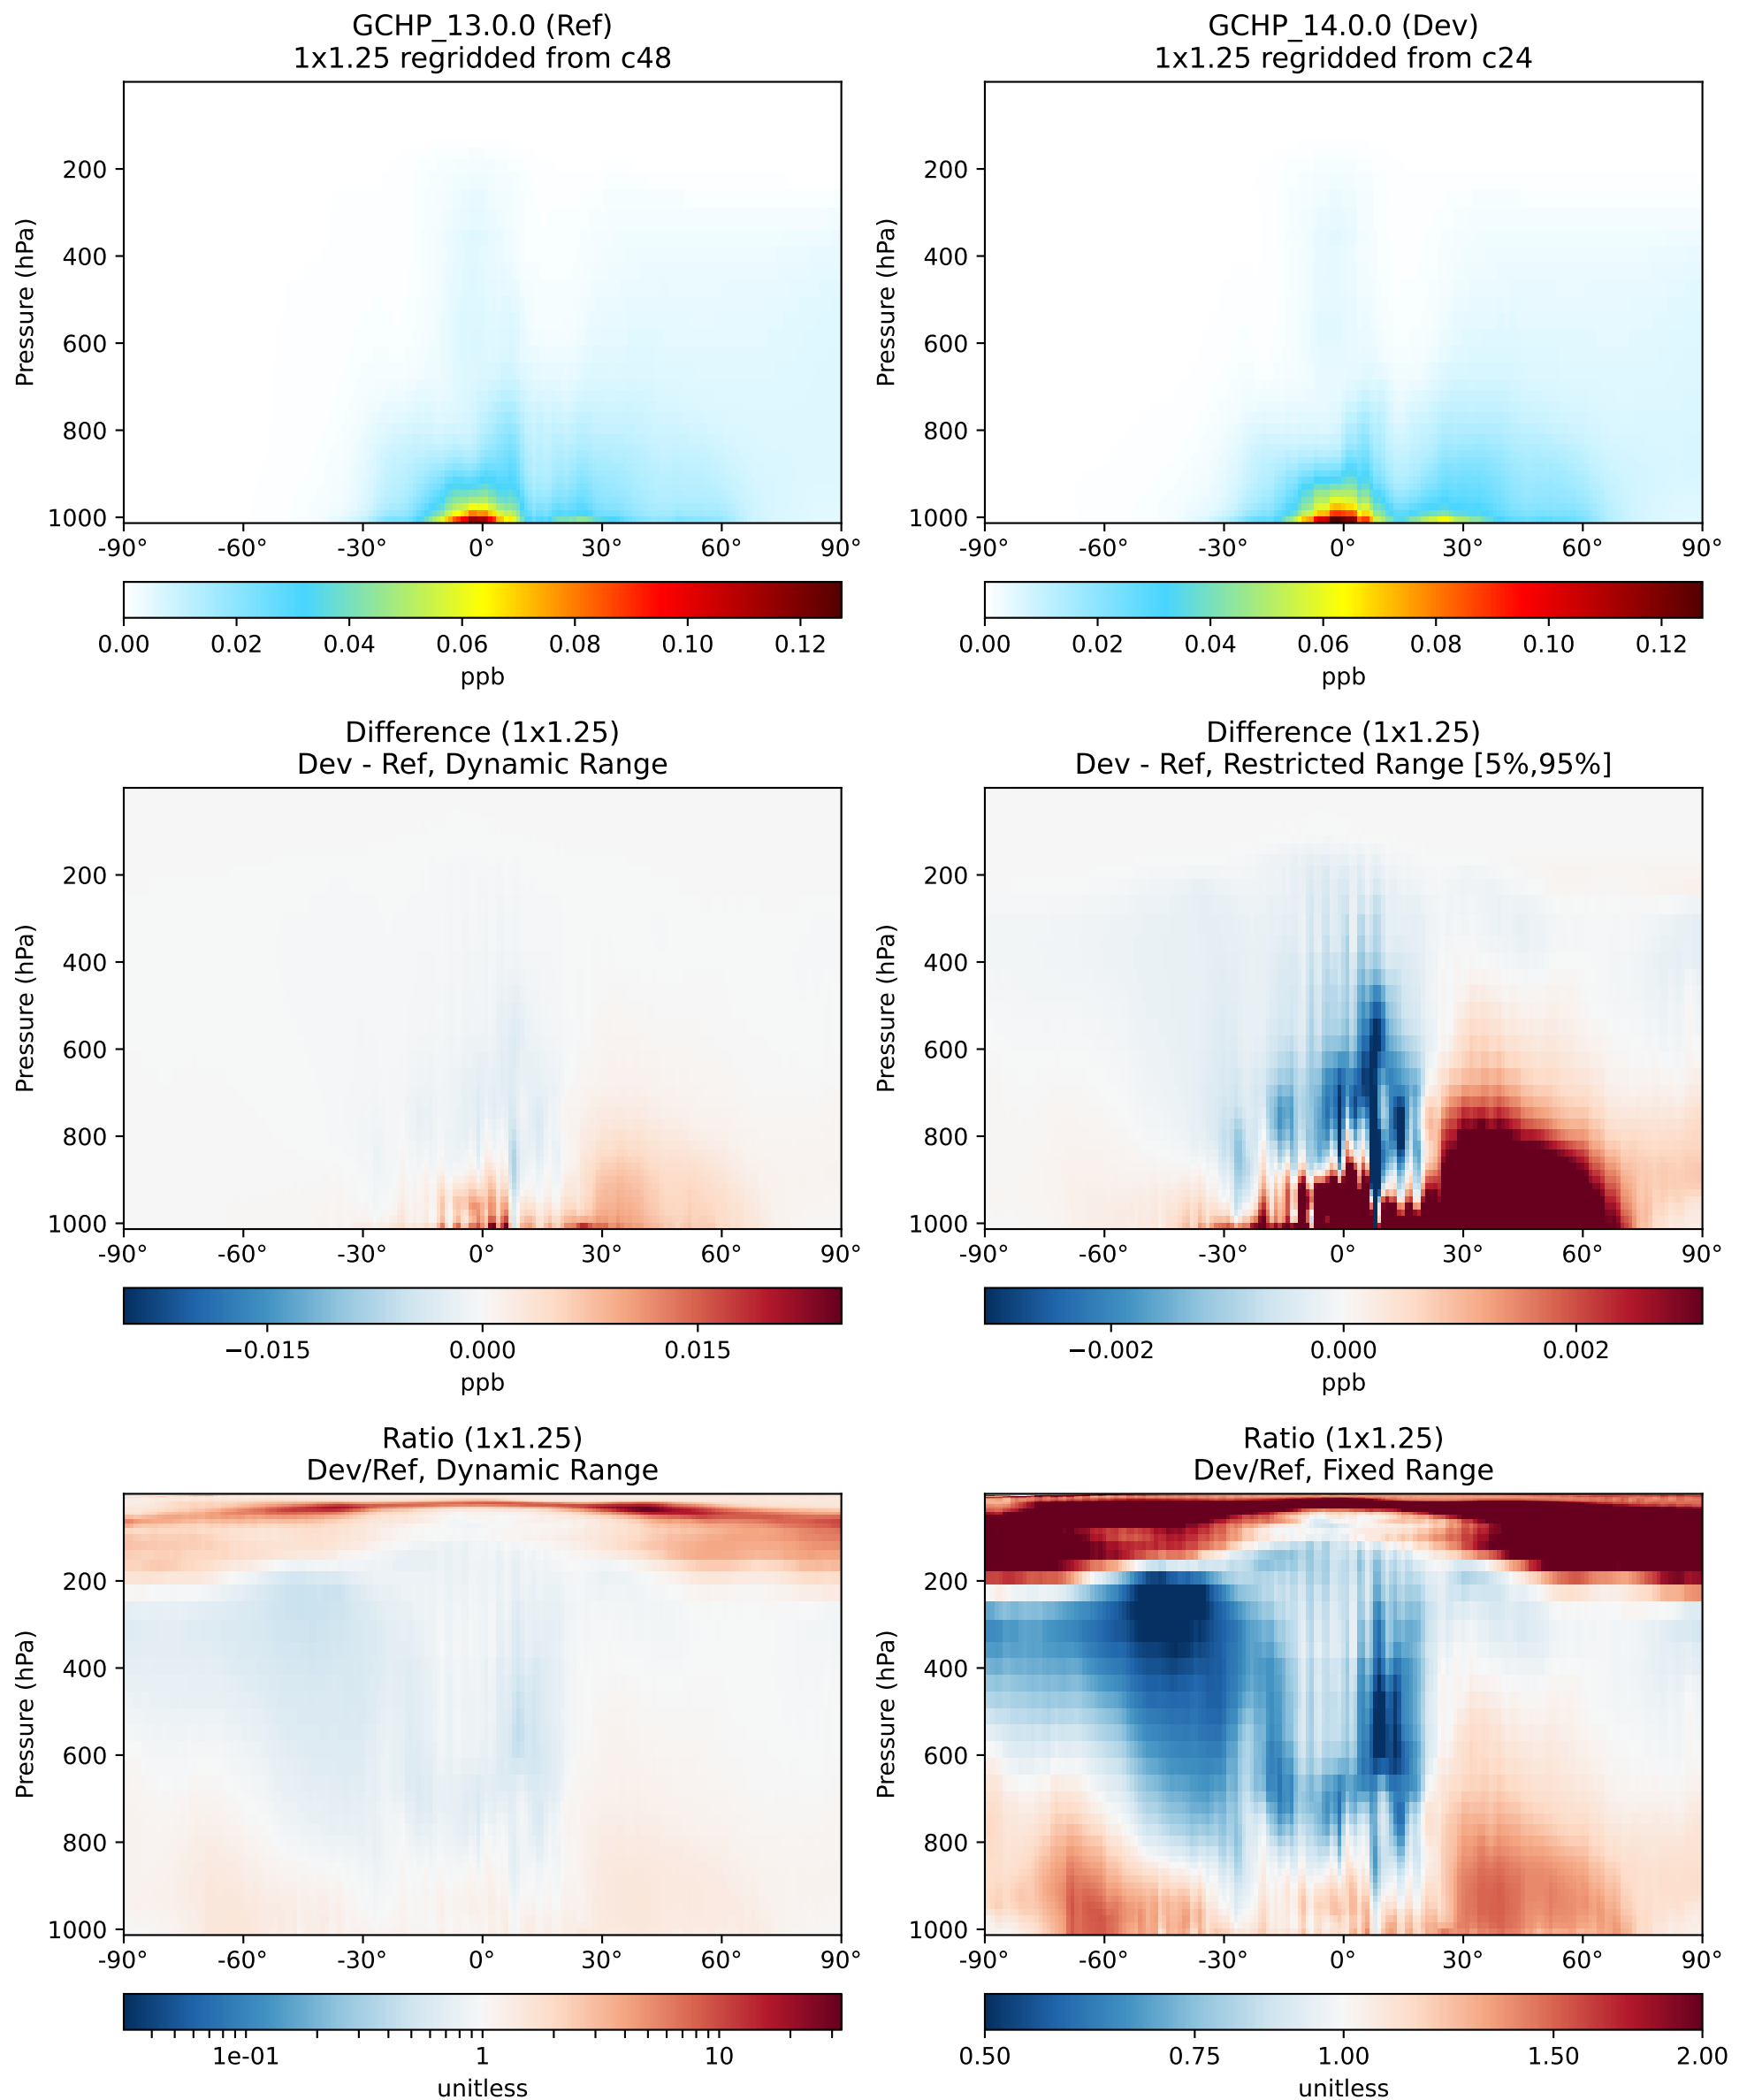 GCHP_13.0.0 (Ref)
1x1.25 regridded from c48
Pressure (hPa)
200
400
600
800
1000
-90° -60° -30° 0° 30° 60° 90°
0.00 0.02 0.04 0.06 0.08 0.10 0.12
ppb
GCHP_14.0.0 (Dev)
1x1.25 regridded from c24
Pressure (hPa)
200
400
600
800
1000
-90° -60° -30° 0° 30° 60° 90°
0.00 0.02 0.04 0.06 0.08 0.10 0.12
ppb
Difference (1x1.25)
Dev - Ref, Dynamic Range
Pressure (hPa)
200
400
600
800
1000
-90° -60° -30° 0° 30° 60° 90°
−0.015 0.000 0.015
ppb
Difference (1x1.25)
Dev - Ref, Restricted Range [5%,95%]
Pressure (hPa)
200
400
600
800
1000
-90° -60° -30° 0° 30° 60° 90°
−0.002 0.000 0.002
ppb
Ratio (1x1.25)
Dev/Ref, Dynamic Range
Pressure (hPa)
200
400
600
800
1000
-90° -60° -30° 0° 30° 60° 90°
1e-01 1 10
unitless
Ratio (1x1.25)
Dev/Ref, Fixed Range
Pressure (hPa)
200
400
600
800
1000
-90° -60° -30° 0° 30° 60° 90°
0.50 0.75 1.00 1.50 2.00
unitless